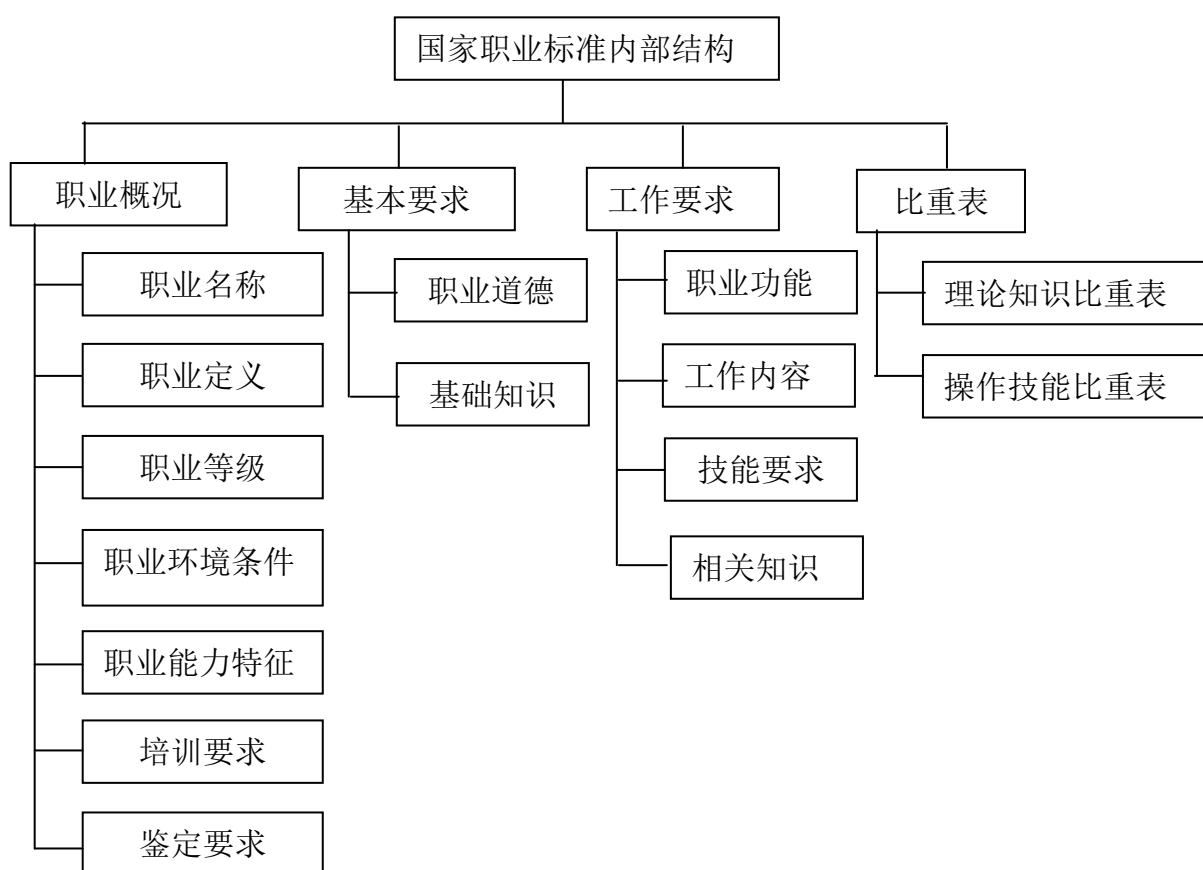 国家职业标准内部结构
职业概况
基本要求
工作要求
比重表
职业名称
职业定义
职业等级
职业环境条件
职业能力特征
培训要求
鉴定要求
职业道德
基础知识
职业功能
工作内容
技能要求
相关知识
理论知识比重表
操作技能比重表